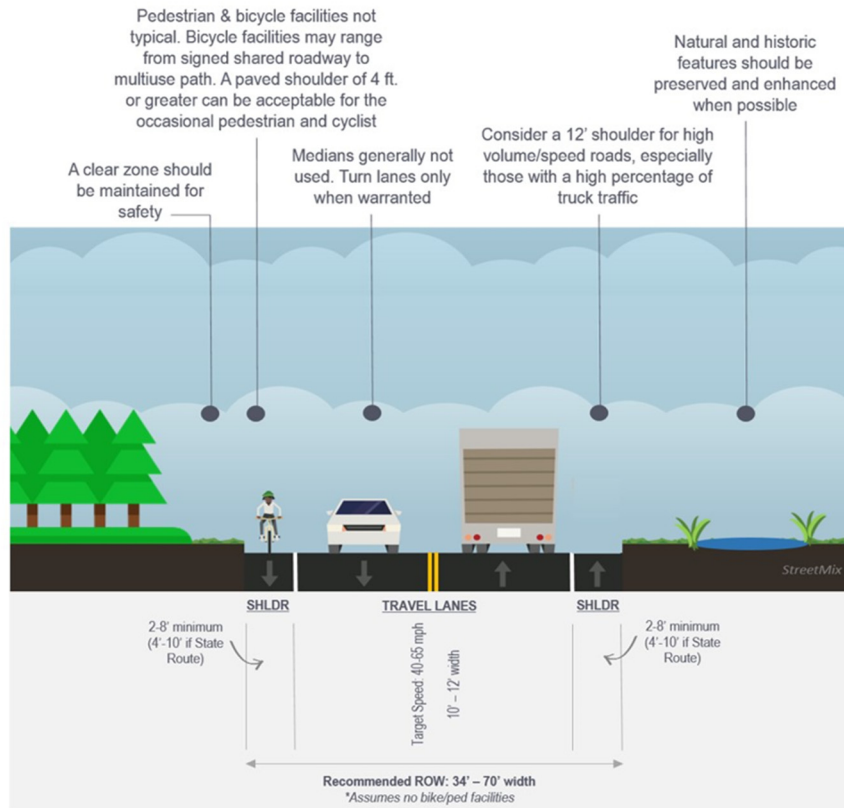 Pedestrian & bicycle facilities not
typical. Bicycle facilities may range
from signed shared roadway to
multiuse path. A paved shoulder of 4 ft.
or greater can be acceptable for the
occasional pedestrian and cyclist
Natural and historic
features should be
preserved and enhanced
when possible
A clear zone should
be maintained for
safety
Medians generally not
used. Turn lanes only
when warranted
Consider a 12' shoulder for high
volume/speed roads, especially
those with a high percentage of
truck traffic
StreetMix
SHLDR
TRAVEL LANES
SHLDR
2-8' minimum
(4'-10' if State
Route)
Target Speed: 40-65 mph
10' – 12' width
2-8' minimum
(4'-10' if State
Route)
Recommended ROW: 34' – 70' width
*Assumes no bike/ped facilities